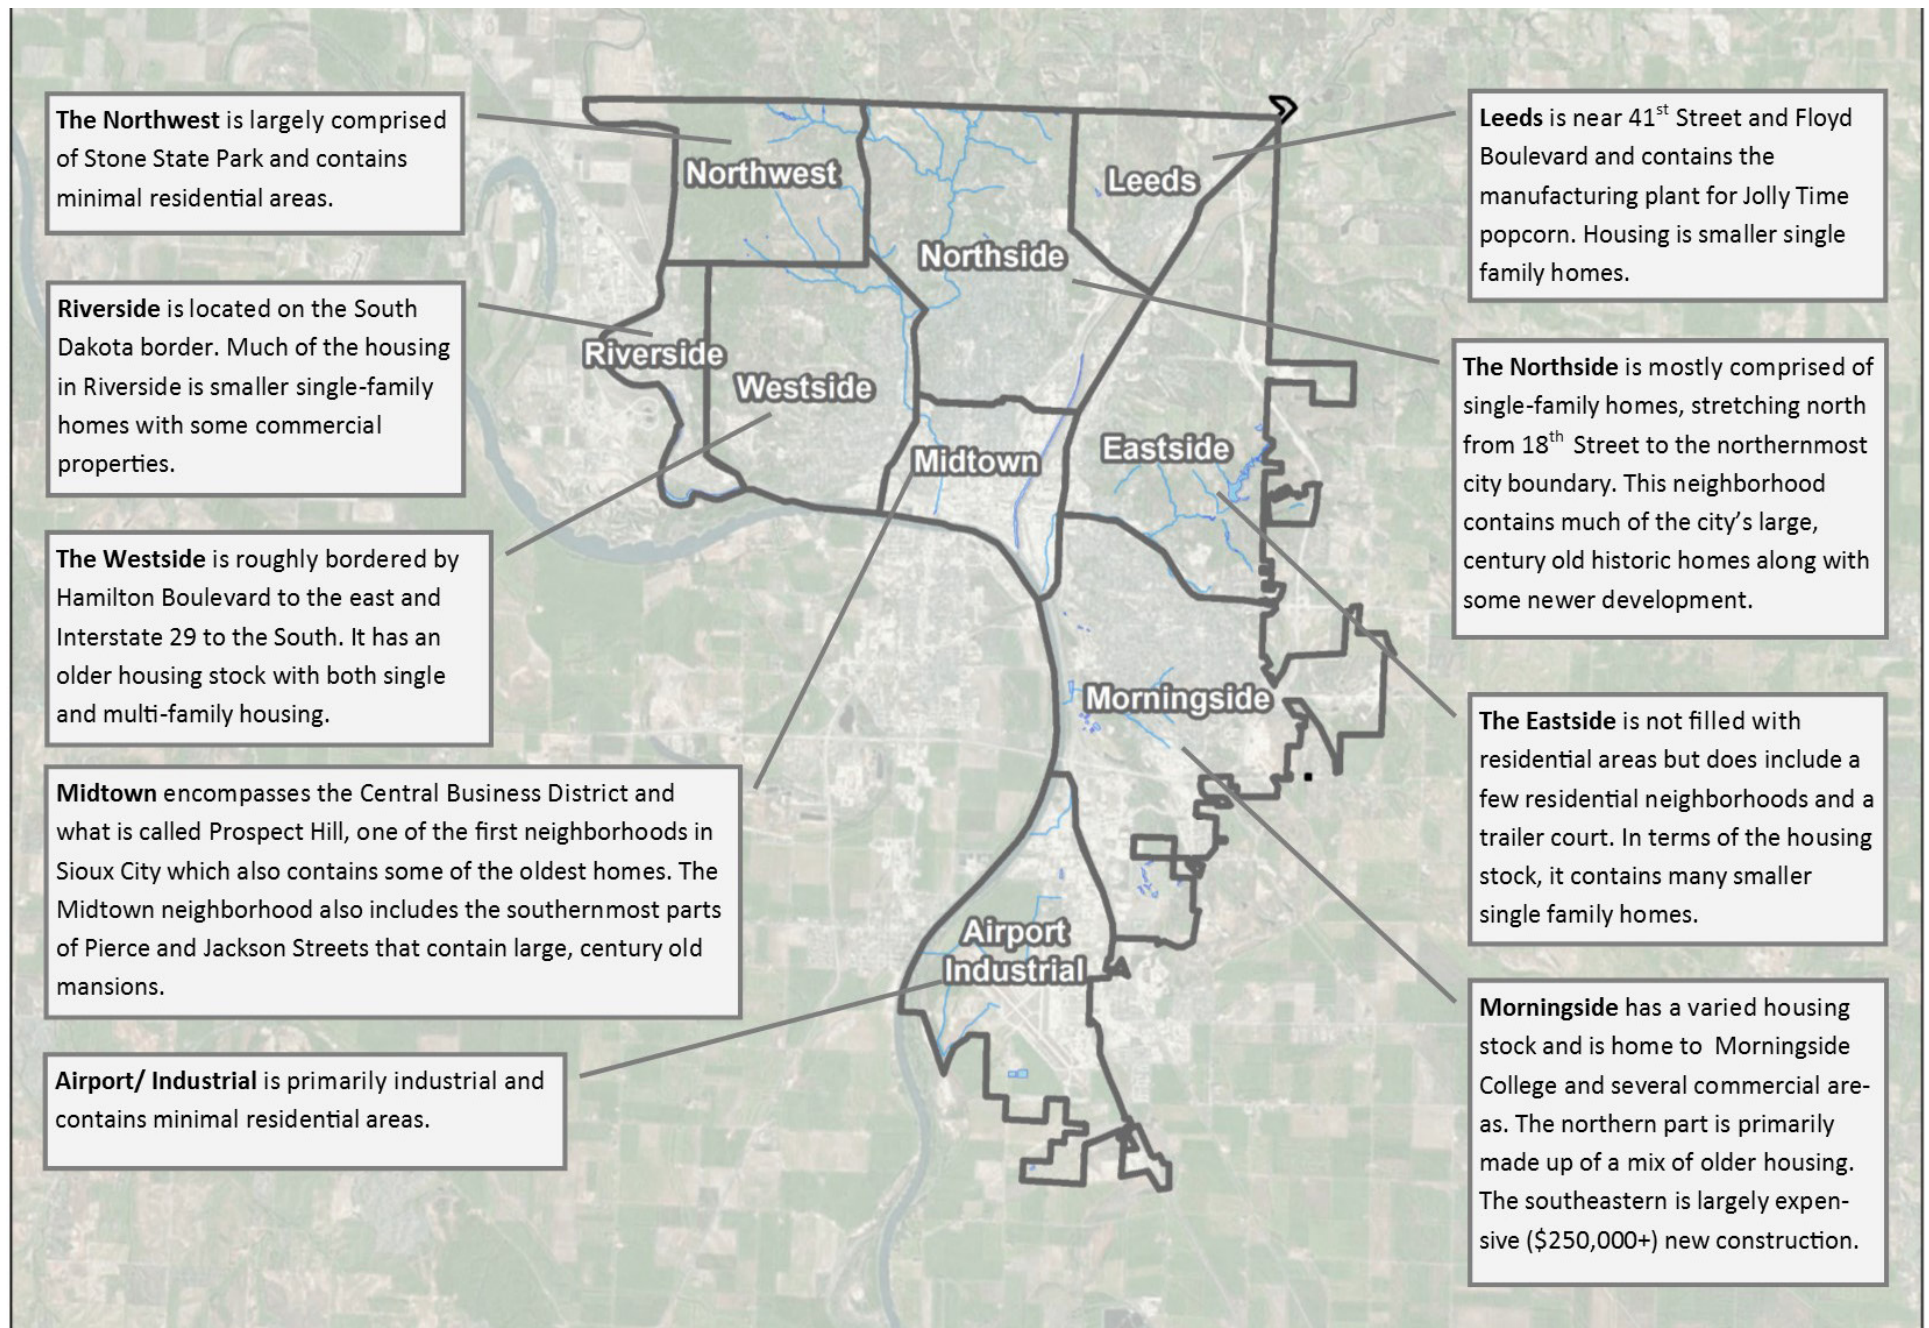 The Northwest is largely comprised
of Stone State Park and contains
minimal residential areas.
Riverside is located on the South
Dakota border. Much of the housing
in Riverside is smaller single-family
homes with some commercial
properties.
The Westside is roughly bordered by
Hamilton Boulevard to the east and
Interstate 29 to the South. It has an
older housing stock with both single
and multi-family housing.
Midtown encompasses the Central Business District and
what is called Prospect Hill, one of the first neighborhoods in
Sioux City which also contains some of the oldest homes. The
Midtown neighborhood also includes the southernmost parts
of Pierce and Jackson Streets that contain large, century old
mansions.
Airport/ Industrial is primarily industrial and
contains minimal residential areas.
Northwest
Leeds
Northside
Riverside
Westside
Midtown
Eastside
Morningside
Airport
Industrial
Leeds is near 41st Street and Floyd
Boulevard and contains the
manufacturing plant for Jolly Time
popcorn. Housing is smaller single
family homes.
The Northside is mostly comprised of
single-family homes, stretching north
from 18th Street to the northernmost
city boundary. This neighborhood
contains much of the city's large,
century old historic homes along with
some newer development.
The Eastside is not filled with
residential areas but does include a
few residential neighborhoods and a
trailer court. In terms of the housing
stock, it contains many smaller
single family homes.
Morningside has a varied housing
stock and is home to Morningside
College and several commercial are-
as. The northern part is primarily
made up of a mix of older housing.
The southeastern is largely expen-
sive ($250,000+) new construction.